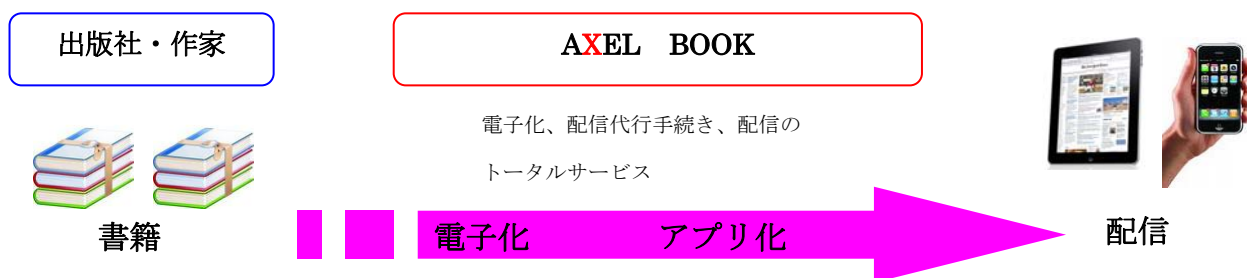 出版社・作家
AXEL　BOOK
電子化、配信代行手続き、配信の
トータルサービス
書籍
電子化
アプリ化
配信